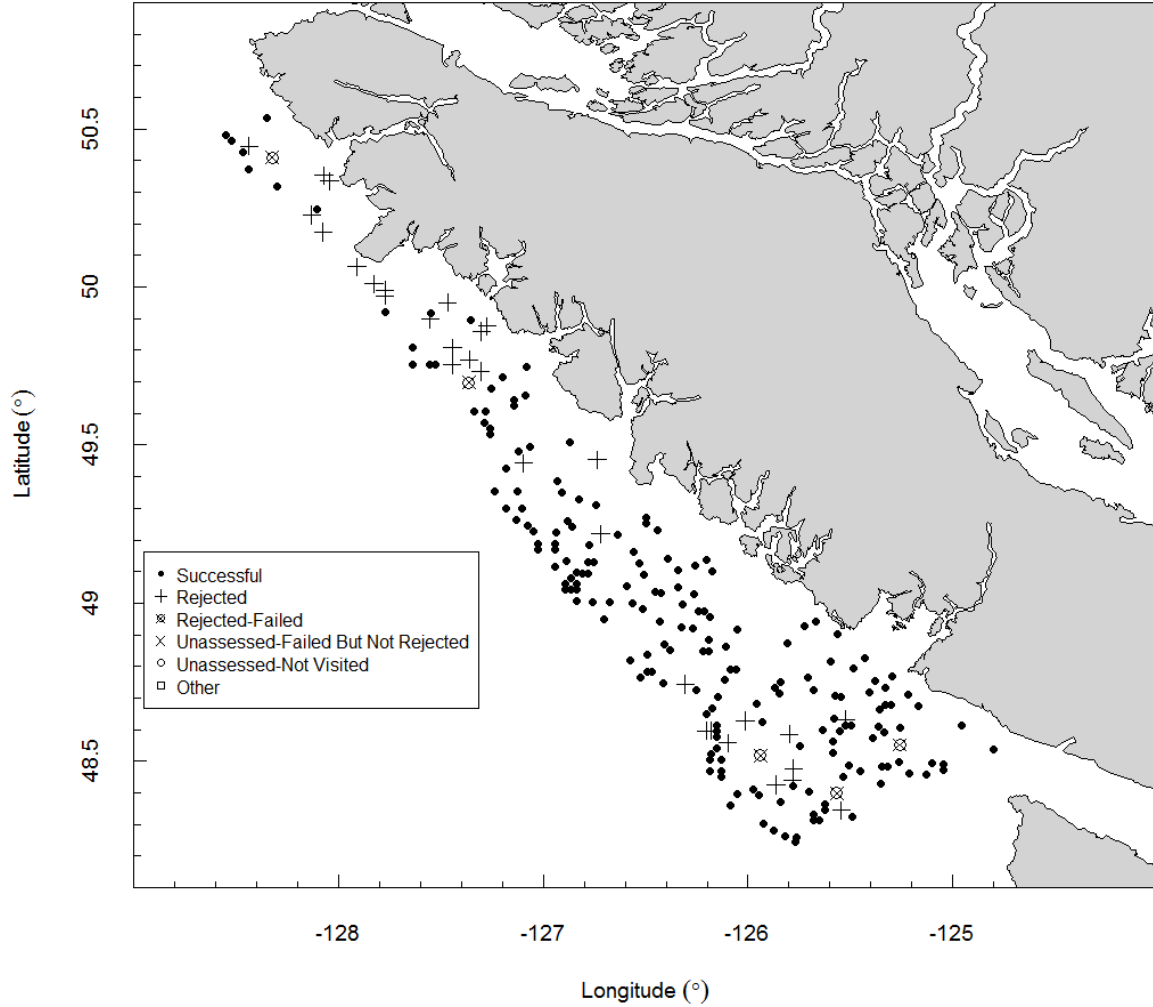 50.5
50
49.5
49
48.5
Latitude (°)
Successful
Rejected
Rejected-Failed
Unassessed-Failed But Not Rejected
Unassessed-Not Visited
Other
-128
-127
-126
-125
Longitude (°)